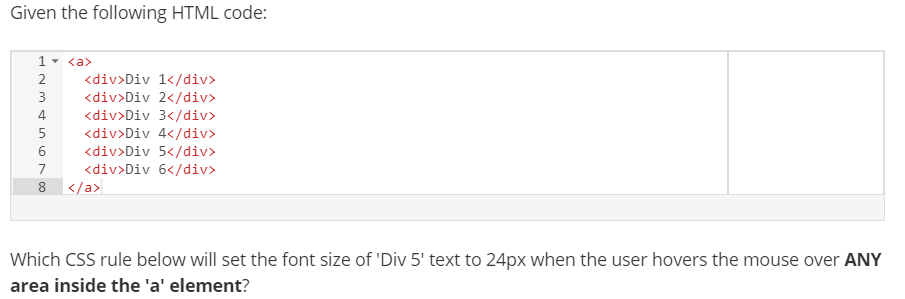 Given the following HTML code:
1 <a>
2 <div>Div 1</div>
3 <div>Div 2</div>
4 <div>Div 3</div>
5 <div>Div 4</div>
6 <div>Div 5</div>
7 <div>Div 6</div>
8 </a>
Which CSS rule below will set the font size of 'Div 5' text to 24px when the user hovers the mouse over ANY
area inside the 'a' element?